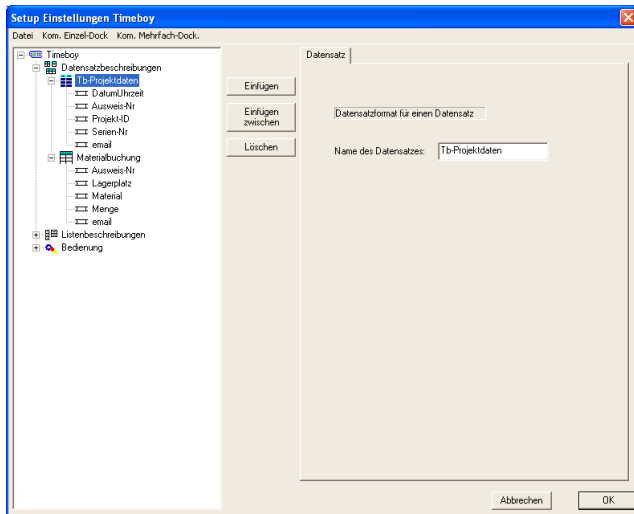 Setup Einstellungen Timeboy
Datei Kom. Einzel-Dock Kom. Mehrfach-Dock.
Timeboy
Datensatzbeschreibungen
Tb-Projektdaten
DatumUhrzeit
Ausweis-Nr
Projekt-ID
Serien-Nr
email
Materialbuchung
Ausweis-Nr
Lagerplatz
Material
Menge
email
Listenbeschreibungen
Bedienung
Einfügen
Einfügen
zwischen
Löschen
Datensatz
Datensatzformat für einen Datensatz
Name des Datensatzes: Tb-Projektdaten
Abbrechen OK